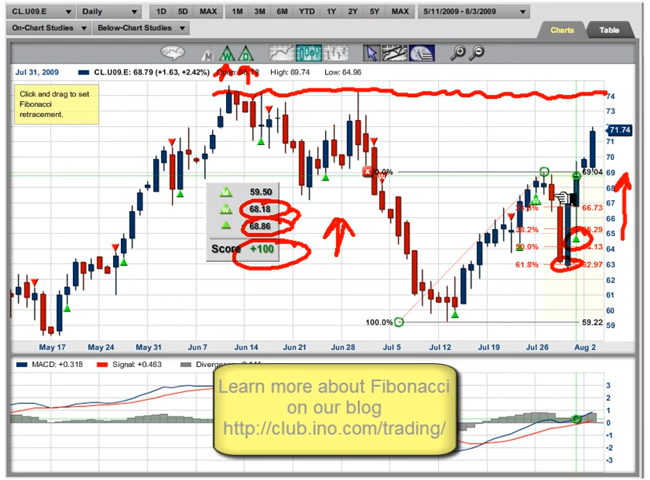 CL.U09.E Daily 1D 5D MAX 1M 3M 6M YTD 1Y 5Y MAX 5/11/2009 - 8/3/2009
On-Chart Studies Below-Chart Studies Charts Table
M W D
Jul 31, 2009 CL.U09.E: 68.79 (+1.63, +2.42%) High: 69.74 Low: 64.96
Click and drag to set
Fibonacci
retracement.
74
73
72
71.74
71
70
0.0% 69.04
68
67
66.73
66
65
64
63
61.8% 62.97
62
61
60
100.0% 59.22
59
59.50
68.18
68.86
Score +100
May 17 May 24 May 31 Jun 7 Jun 14 Jun 21 Jun 28 Jul 5 Jul 12 Jul 19 Jul 26 Aug 2
MACD: +0.318 Signal: +0.463
3
2
1
0
-1
-2
-3
Learn more about Fibonacci
on our blog
http://club.ino.com/trading/